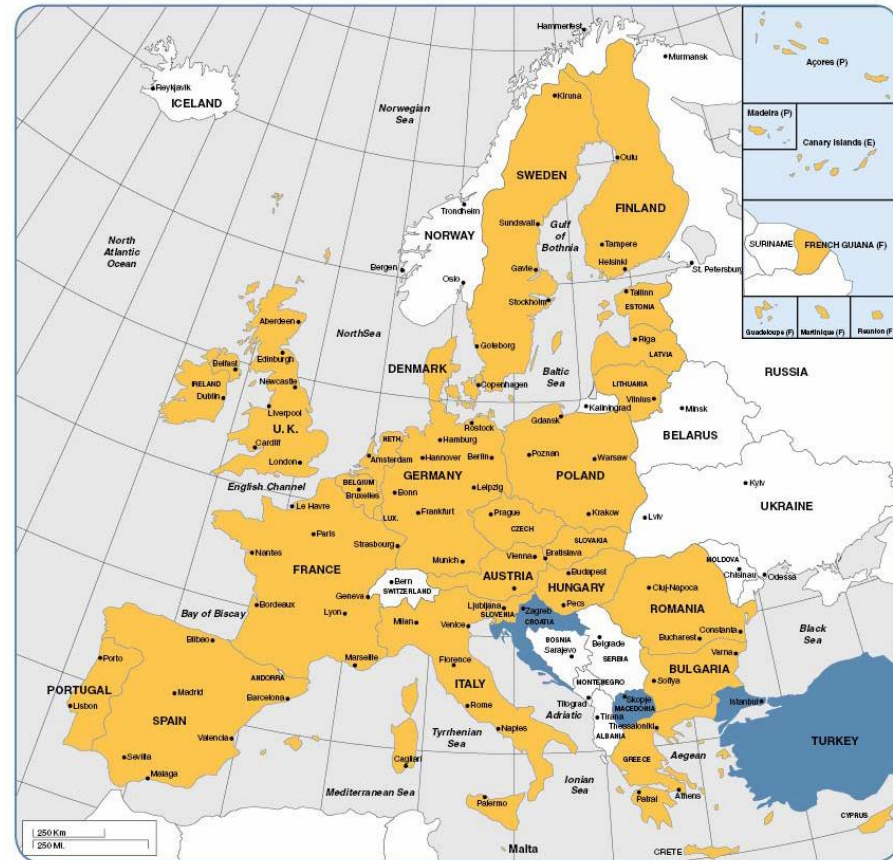 Hammerfest
Murmansk
Reykjavik
ICELAND
Norwegian
Sea
Kiruna
Oulu
SWEDEN
FINLAND
Trondheim
Sundsvall
Gulf
of
Bothnia
NORWAY
Tampere
Helsinki
St. Petersburg
Bergen
Oslo
Gavle
Stockholm
Tallinn
ESTONIA
North
Atlantic
Ocean
Aberdeen
NorthSea
Goteborg
Riga
LATVIA
Edinburgh
Belfast
DENMARK
Copenhagen
Baltic
Sea
LITHUANIA
Vilnius
RUSSIA
IRELAND
Dublin
Newcastle
Liverpool
U.K.
Cardiff
London
Kaliningrad
Minsk
BELARUS
Rostock
Gdansk
Hamburg
NETH.
Amsterdam
Hannover
Berlin
Poznan
Warsaw
GERMANY
POLAND
English Channel
BELGIUM
Bruxelles
Bonn
Leipzig
Kyiv
UKRAINE
Le Havre
LUX.
Frankfurt
Prague
Krakow
Lviv
CZECH
Paris
Strasbourg
SLOVAKIA
Nantes
Munich
Vienna
Bratislava
MOLDOVA
Chisinau
Odessa
FRANCE
Bern
SWITZERLAND
AUSTRIA
Budapest
HUNGARY
Cluj-Napoca
Geneva
Ljubljana
SLOVENIA
Zagreb
CROATIA
Pecs
ROMANIA
Bay of Biscay
Bordeaux
Lyon
Milan
Venice
BOSNIA
Sarajevo
Belgrade
SERBIA
Bucharest
Constanta
Black
Sea
Bilbao
Marseille
Florence
Varna
BULGARIA
Porto
ANDORRA
ITALY
MONTENEGRO
Titograd
Sofiya
PORTUGAL
Lisbon
Madrid
Barcelona
Rome
Adriatic
Skopje
MACEDONIA
Istanbul
SPAIN
Tirana
ALBANIA
Thessaloniki
Valencia
Tyrrhenian
Sea
Naples
TURKEY
Sevilla
Cagliari
Aegean
GREECE
Malaga
Mediterranean Sea
Palermo
Ionian
Sea
Patrai
Athens
CYPRUS
Malta
CRETE
250 Km
250 Mi.
Açores (P)
Madeira (P)
Canary Islands (E)
SURINAME
FRENCH GUIANA (F)
Guadeloupe (F)
Martinique (F)
Reunion (F